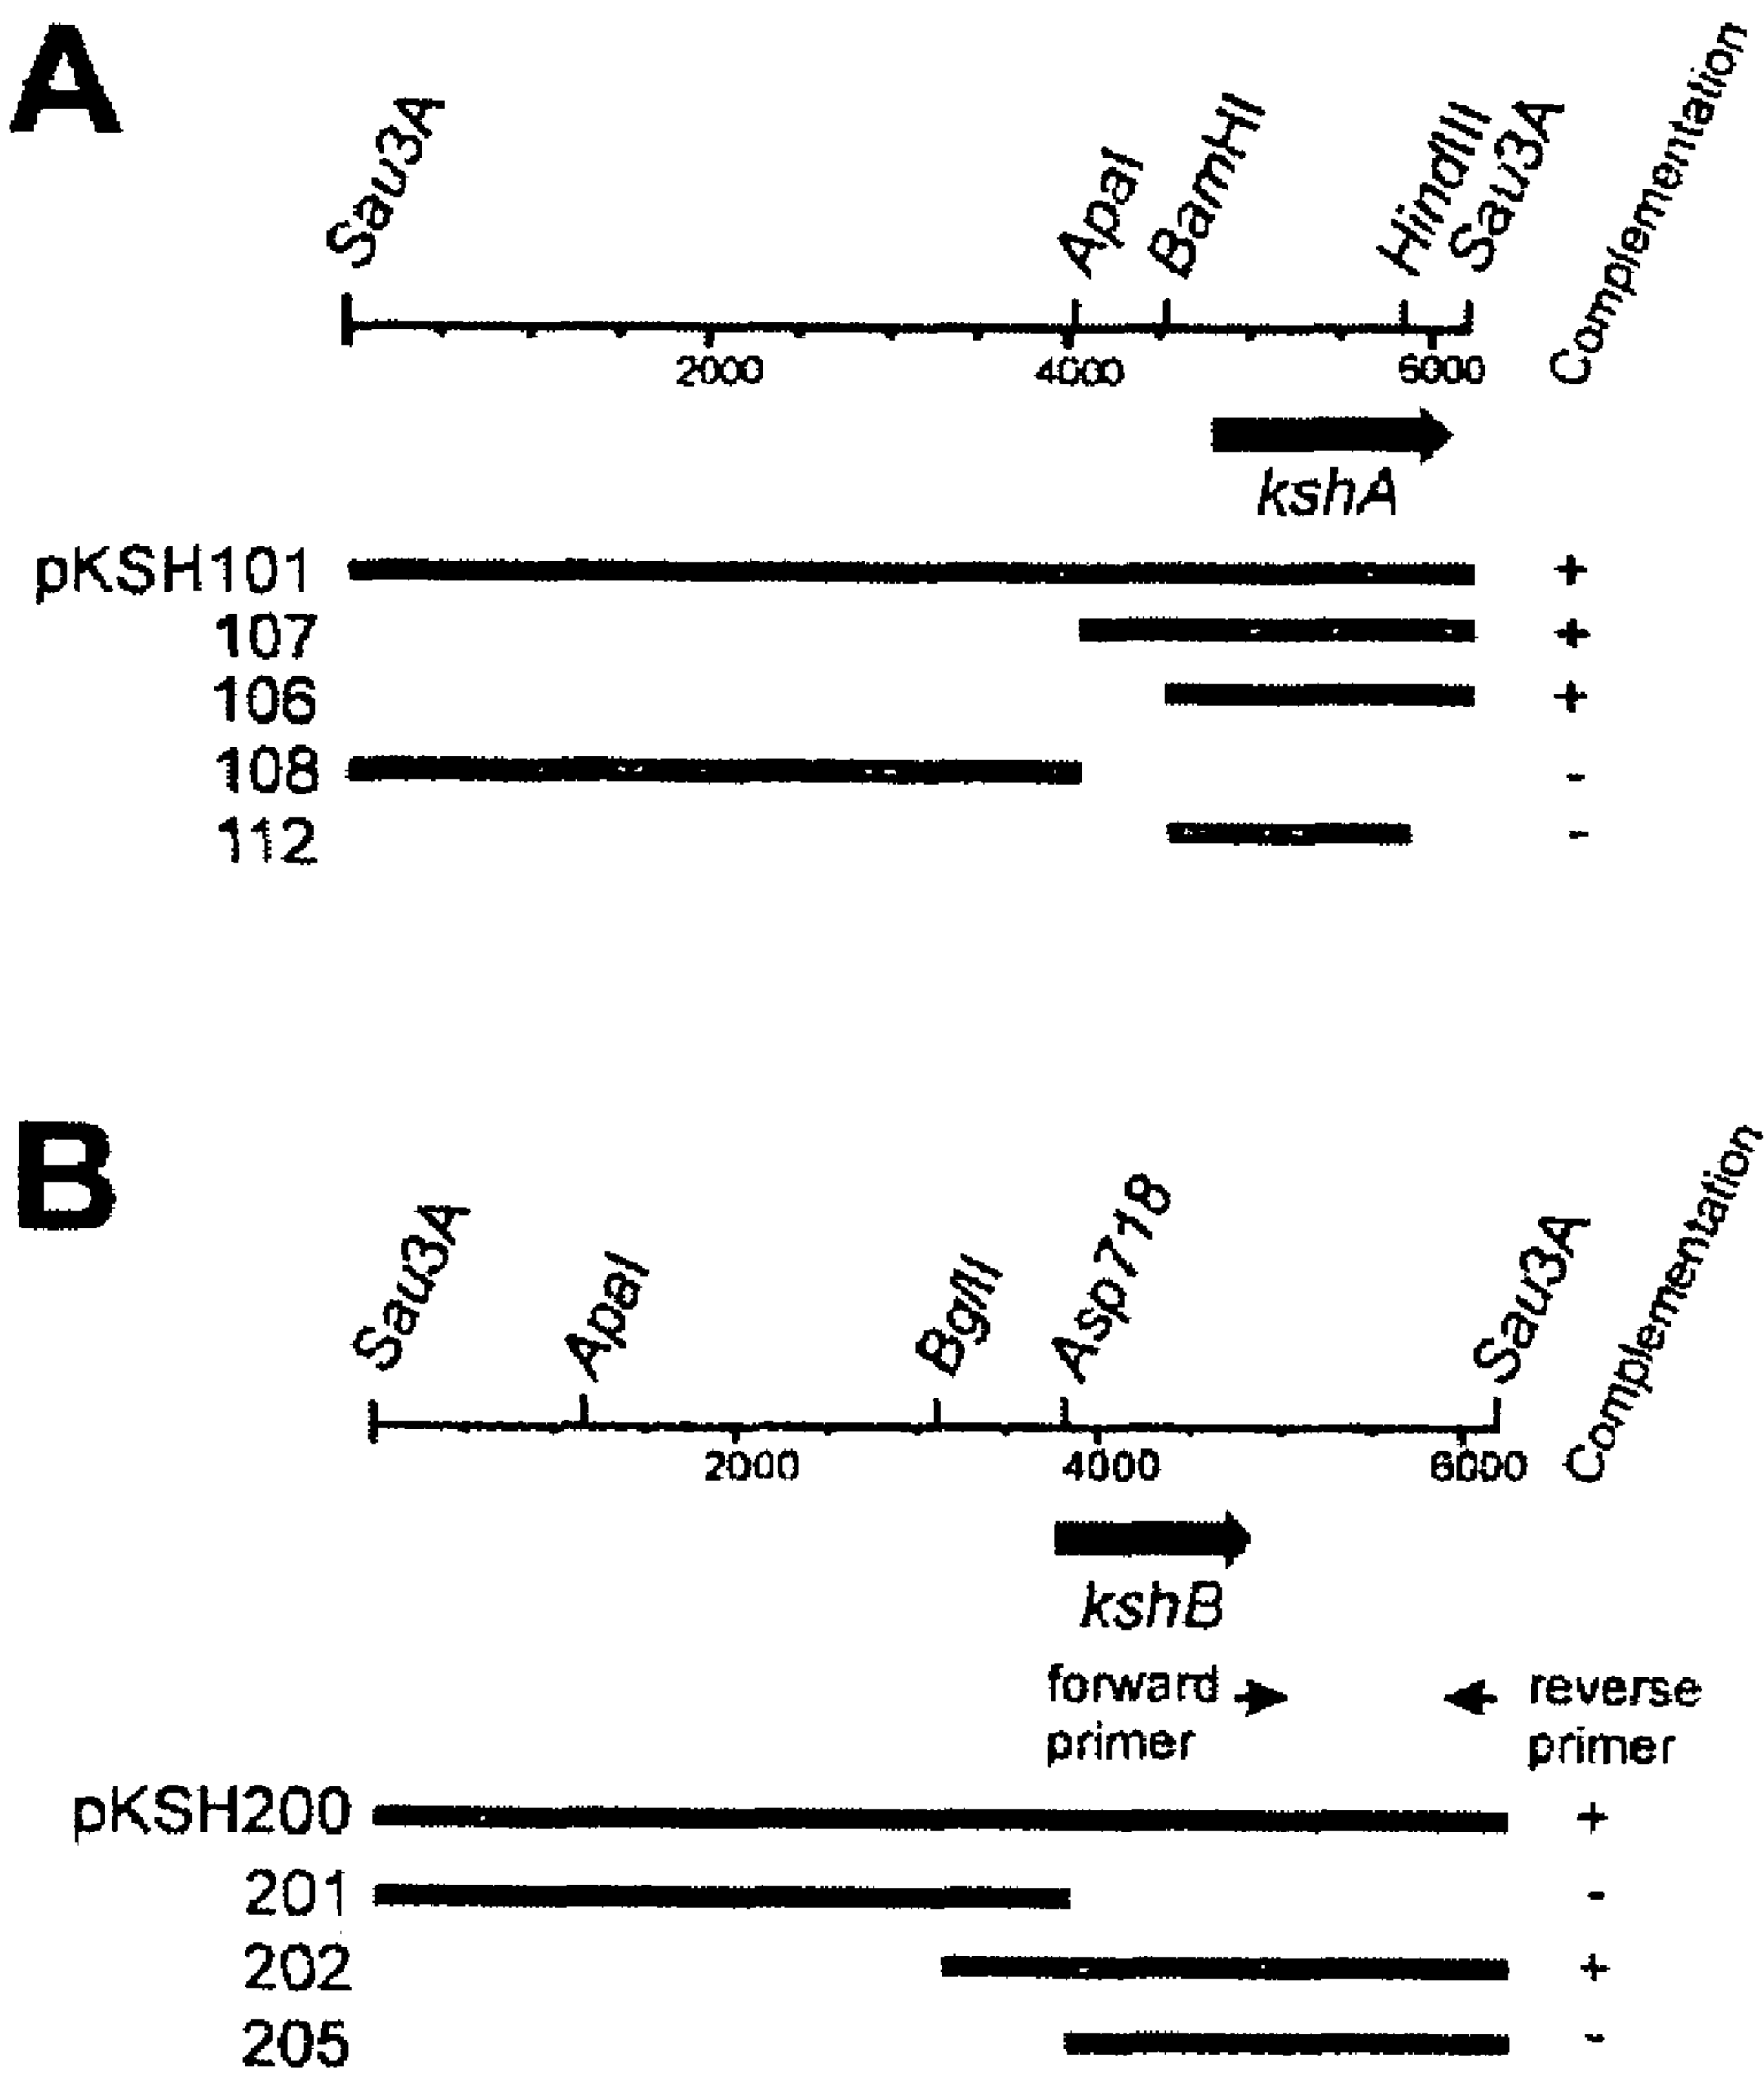 A
Sau3A ApaI BamHI HindIII Sau3A Complementation
2000 4000 6000
kshA
pKSH101 +
107 +
106 +
108 -
112 -
B
Sau3A ApaI BglII Asp718 Sau3A Complementation
2000 4000 6000
kshB
forward reverse
primer primer
pKSH200 +
201 -
202 +
205 -